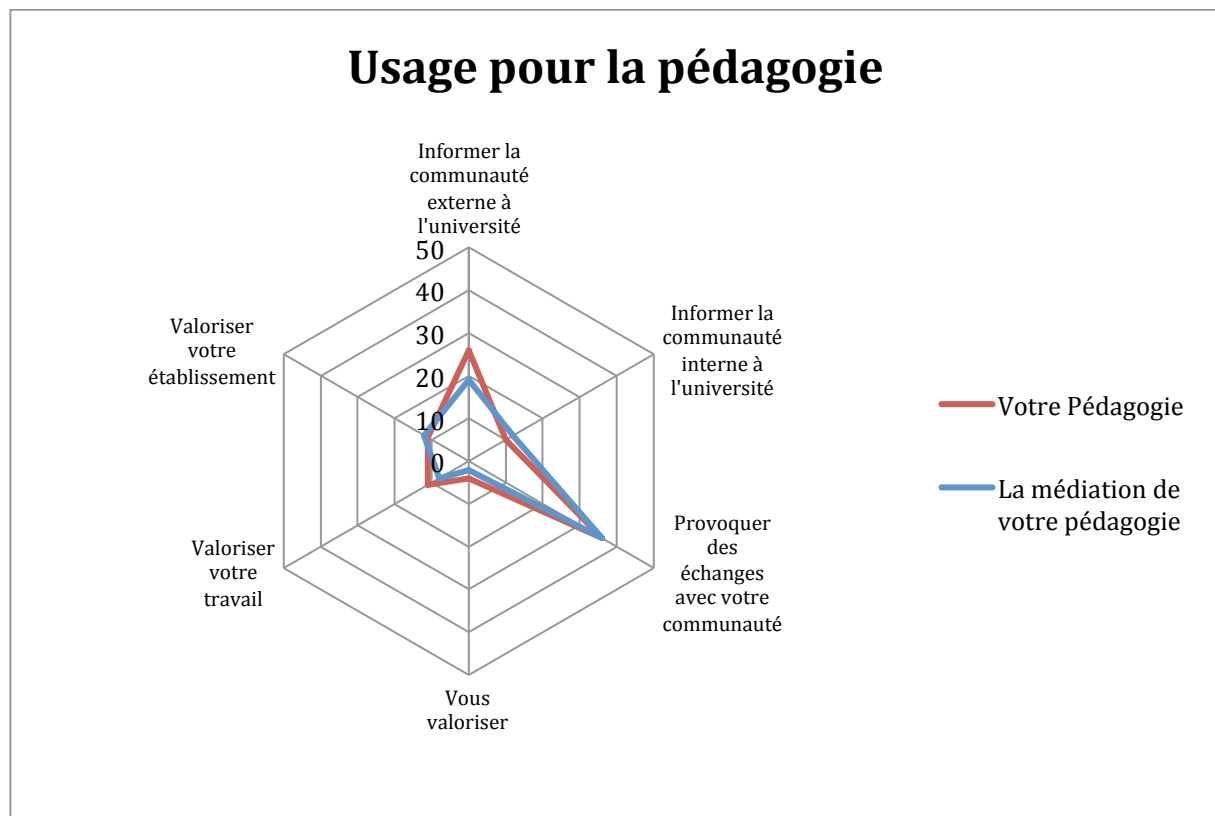 Usage pour la pédagogie
Informer la
communauté
externe à
l'université
50
40
30
20
10
0
Informer la
communauté
interne à
l'université
Provoquer
des
échanges
avec votre
communauté
Vous
valoriser
Valoriser
votre
travail
Valoriser
votre
établissement
Votre Pédagogie
La médiation de
votre pédagogie